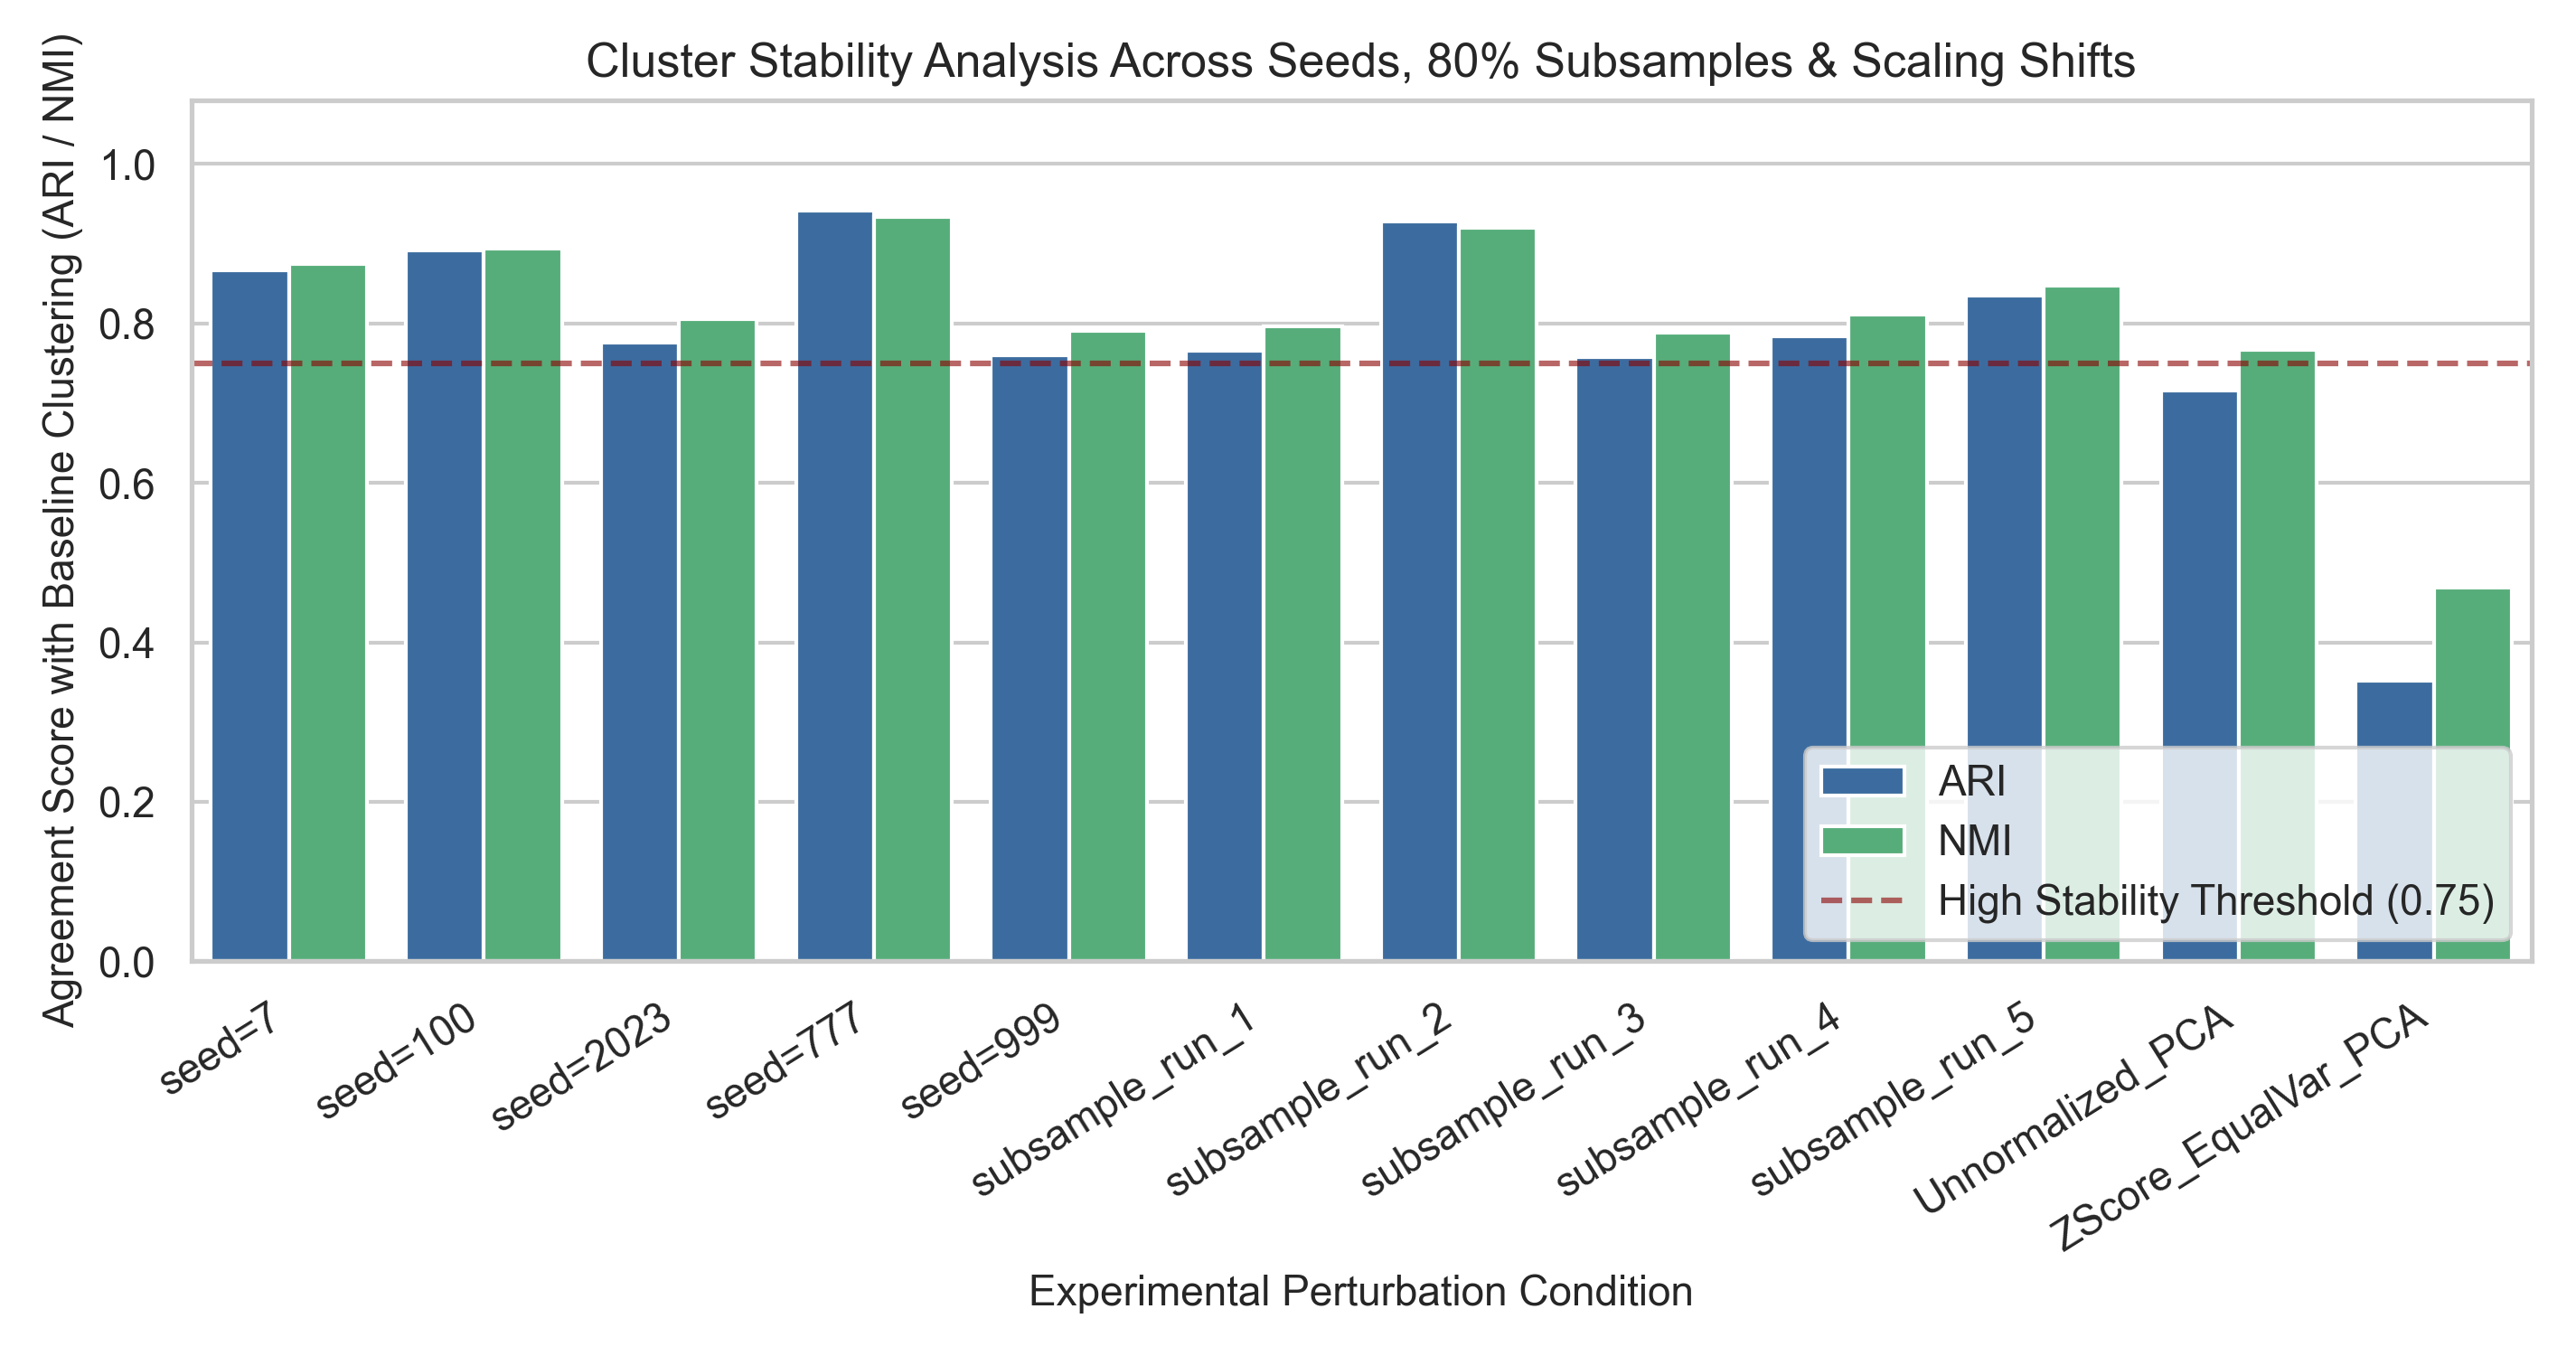 Cluster Stability Analysis Across Seeds, 80% Subsamples & Scaling Shifts
Agreement Score with Baseline Clustering (ARI / NMI)
1.0
0.8
0.6
0.4
0.2
0.0
ARI
NMI
High Stability Threshold (0.75)
seed=7
seed=100
seed=2023
seed=777
seed=999
subsample_run_1
subsample_run_2
subsample_run_3
subsample_run_4
subsample_run_5
Unnormalized_PCA
ZScore_EqualVar_PCA
Experimental Perturbation Condition